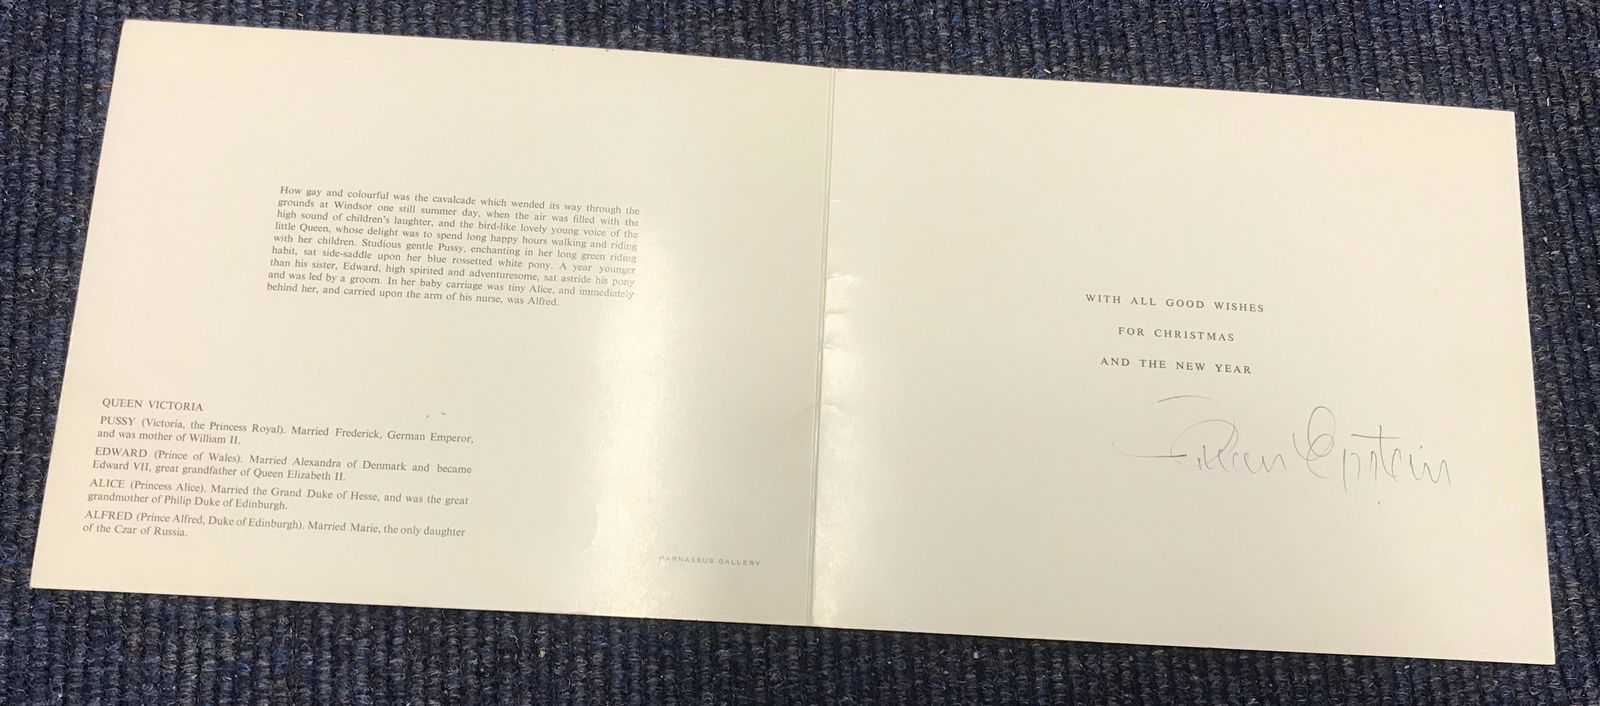 How gay and colourful was the cavalcade which wended its way through the
grounds at Windsor one still summer day, when the air was filled with the
high sound of children's laughter, and the bird-like lovely young voice of the
little Queen, whose delight was to spend long happy hours walking and riding
with her children. Studious gentle Pussy, enchanting in her long green riding
habit, sat side-saddle upon her blue rossetted white pony. A year younger
than his sister, Edward, high spirited and adventuresome, sat astride his pony
and was led by a groom. In her baby carriage was tiny Alice, and immediately
behind her, and carried upon the arm of his nurse, was Alfred.
QUEEN VICTORIA
PUSSY (Victoria, the Princess Royal). Married Frederick, German Emperor,
and was mother of William II.
EDWARD (Prince of Wales). Married Alexandra of Denmark and became
Edward VII, great grandfather of Queen Elizabeth II.
ALICE (Princess Alice). Married the Grand Duke of Hesse, and was the great
grandmother of Philip Duke of Edinburgh.
ALFRED (Prince Alfred, Duke of Edinburgh). Married Marie, the only daughter
of the Czar of Russia.
PARNASSUS GALLERY
WITH ALL GOOD WISHES
FOR CHRISTMAS
AND THE NEW YEAR
Epstein